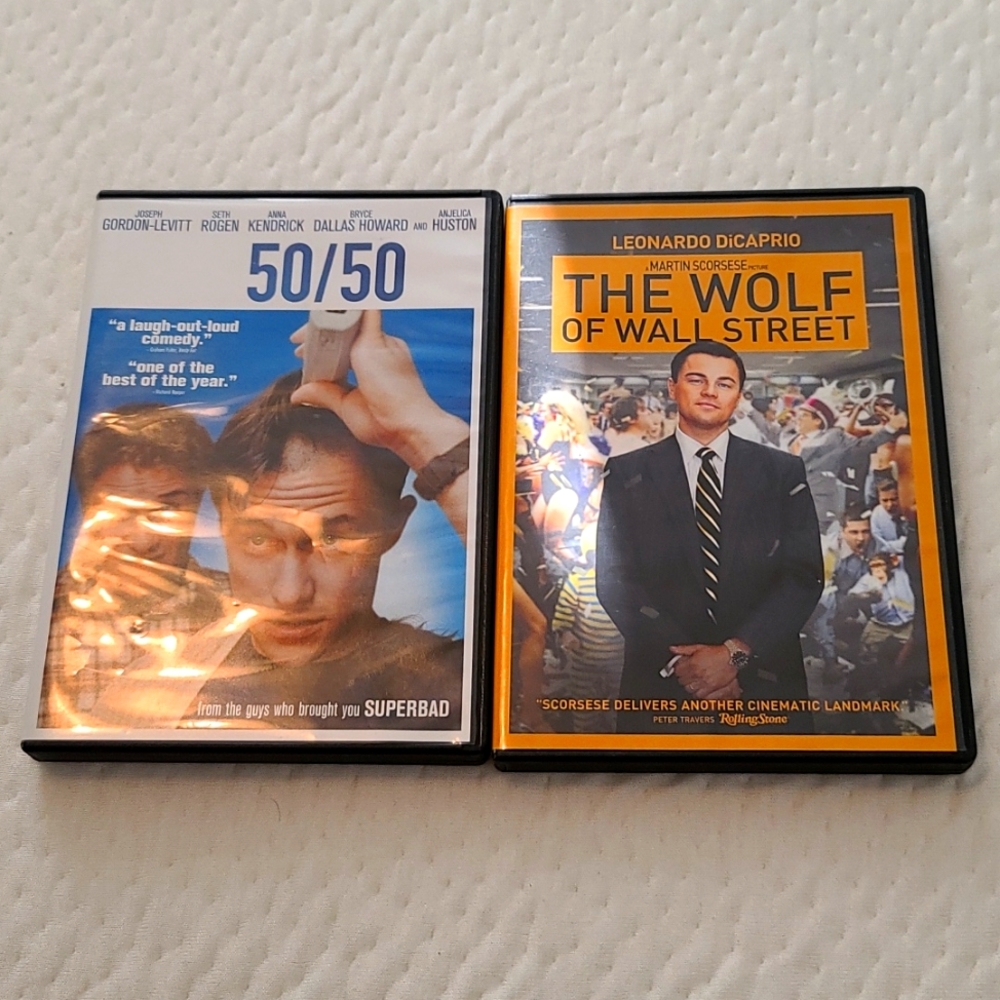 JOSEPH GORDON-LEVITT SETH ROGEN ANNA KENDRICK BRYCE DALLAS HOWARD AND ANJELICA HUSTON
50/50
"a laugh-out-loud
comedy."
"one of the
best of the year."
from the guys who brought you SUPERBAD
LEONARDO DiCAPRIO
A MARTIN SCORSESE PICTURE
THE WOLF
OF WALL STREET
"SCORSESE DELIVERS ANOTHER CINEMATIC LANDMARK."
PETER TRAVERS Rolling Stone